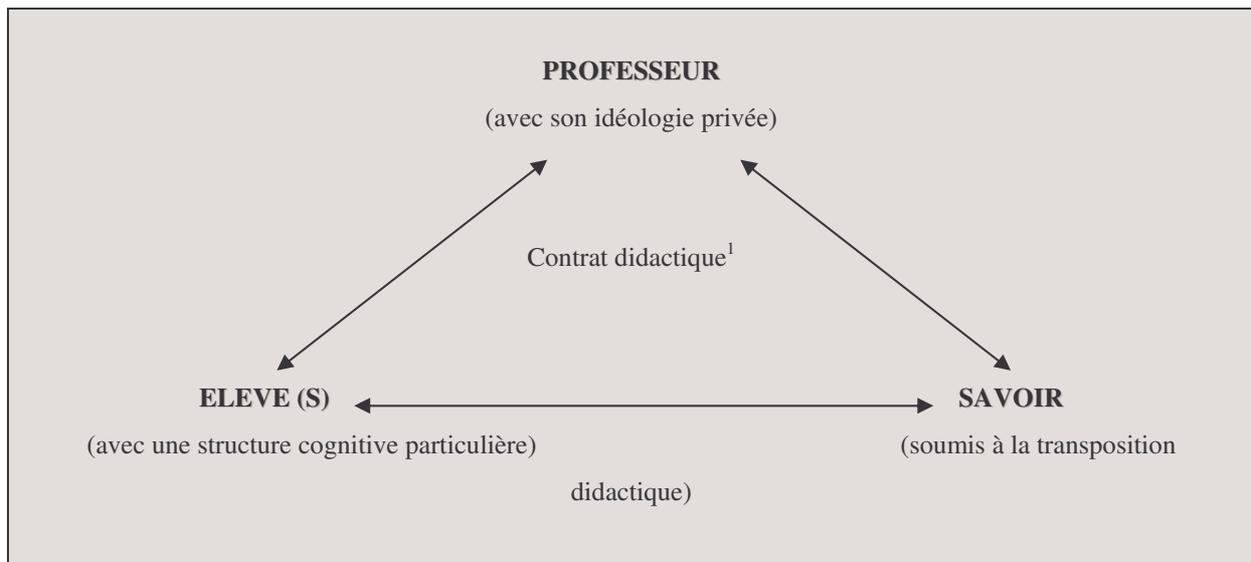 PROFESSEUR
(avec son idéologie privée)
Contrat didactique¹
ELEVE (S) SAVOIR
(avec une structure cognitive particulière) (soumis à la transposition
didactique)